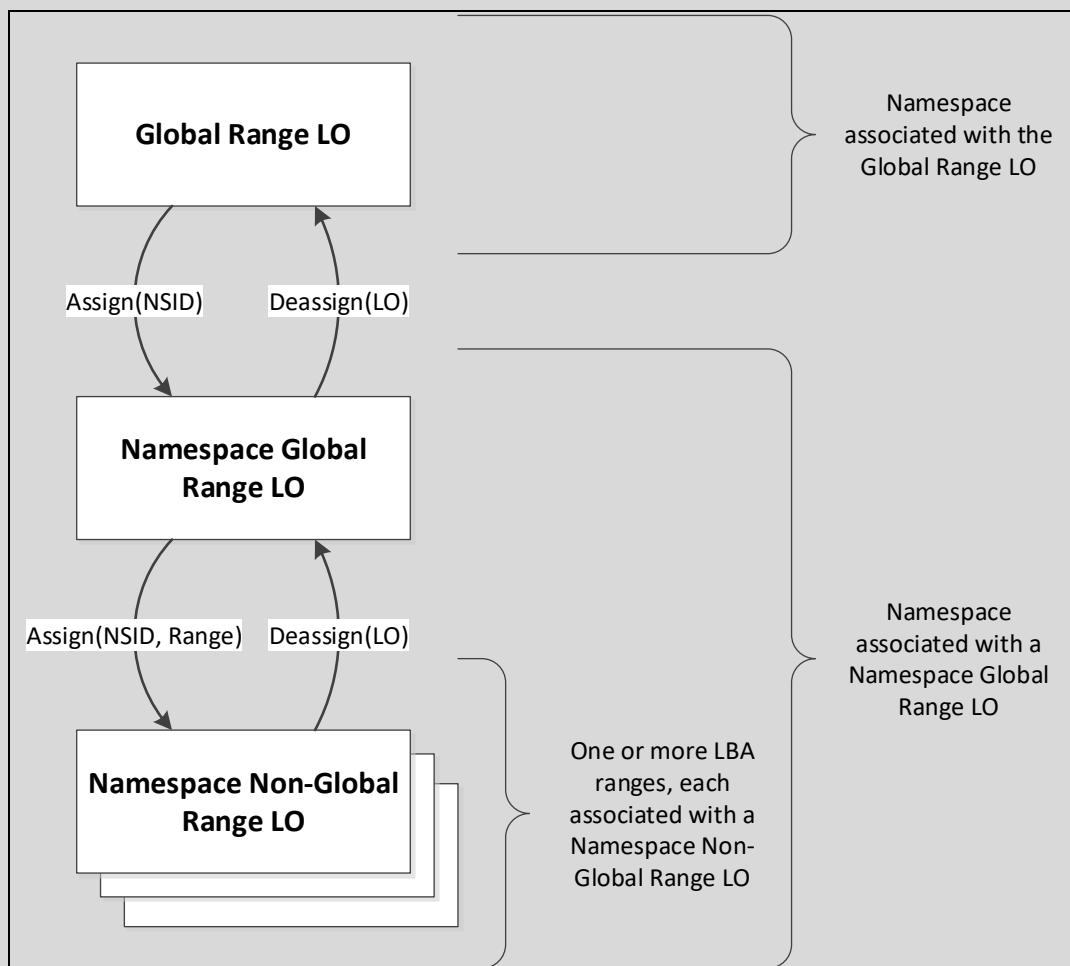 Global Range LO
Namespace
associated with the
Global Range LO
Assign(NSID)
Deassign(LO)
Namespace Global
Range LO
Assign(NSID, Range)
Deassign(LO)
Namespace
associated with a
Namespace Global
Range LO
Namespace Non-Global
Range LO
One or more LBA
ranges, each
associated with a
Namespace Non-
Global Range LO